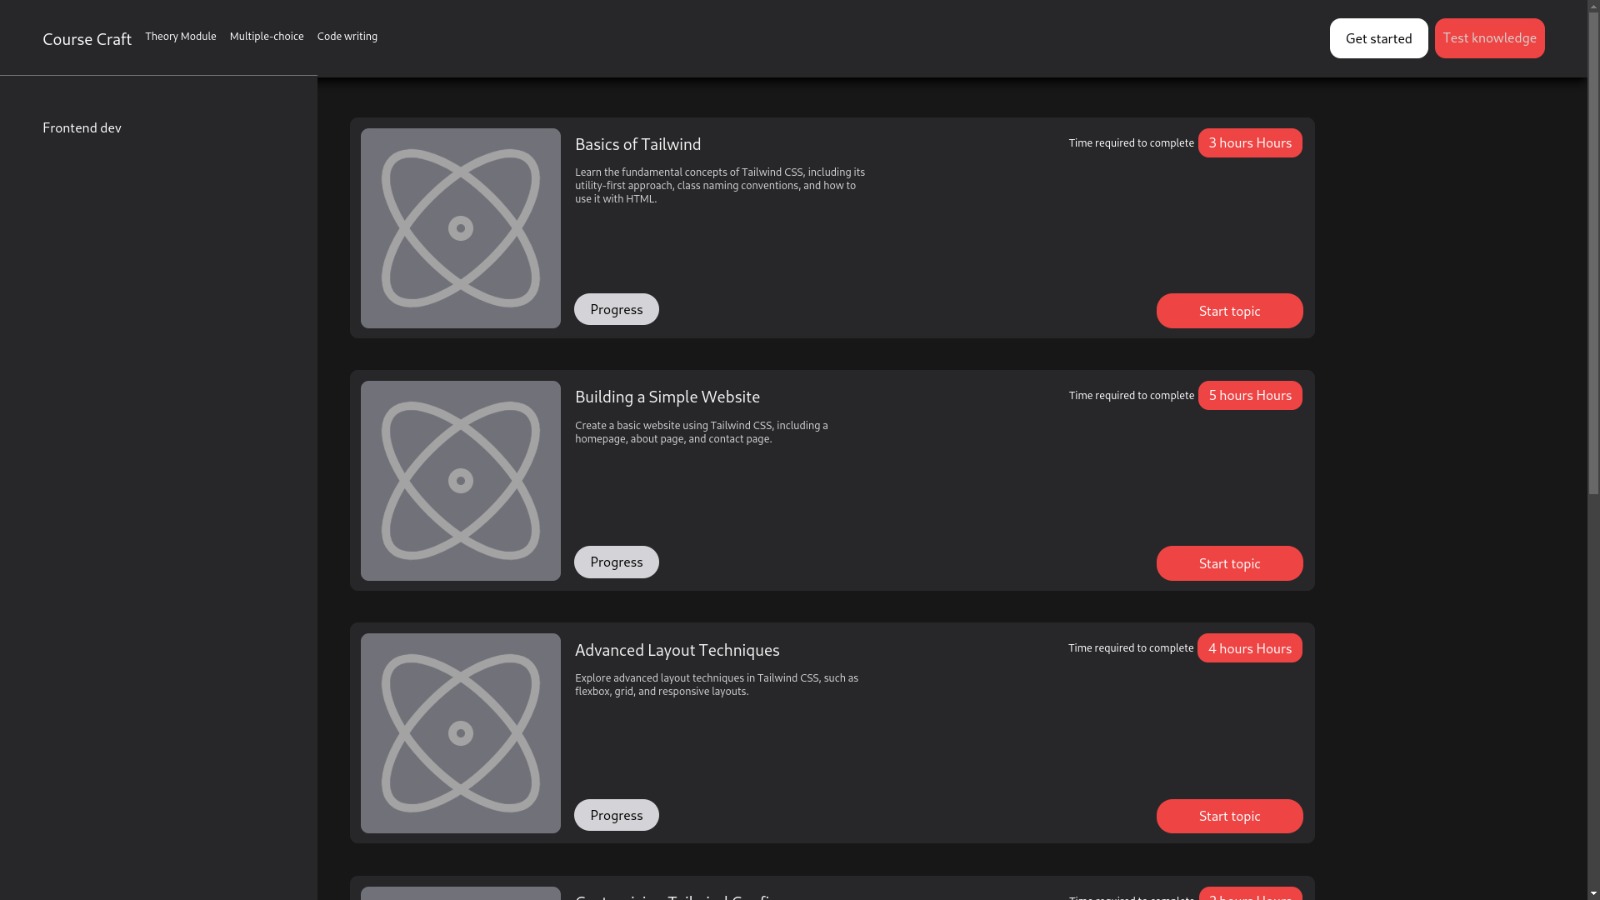 Course Craft
Theory Module
Multiple-choice
Code writing
Get started
Test knowledge
Frontend dev
Basics of Tailwind
Time required to complete
3 hours Hours
Learn the fundamental concepts of Tailwind CSS, including its
utility-first approach, class naming conventions, and how to
use it with HTML.
Progress
Start topic
Building a Simple Website
Time required to complete
5 hours Hours
Create a basic website using Tailwind CSS, including a
homepage, about page, and contact page.
Progress
Start topic
Advanced Layout Techniques
Time required to complete
4 hours Hours
Explore advanced layout techniques in Tailwind CSS, such as
flexbox, grid, and responsive layouts.
Progress
Start topic
Time required to complete